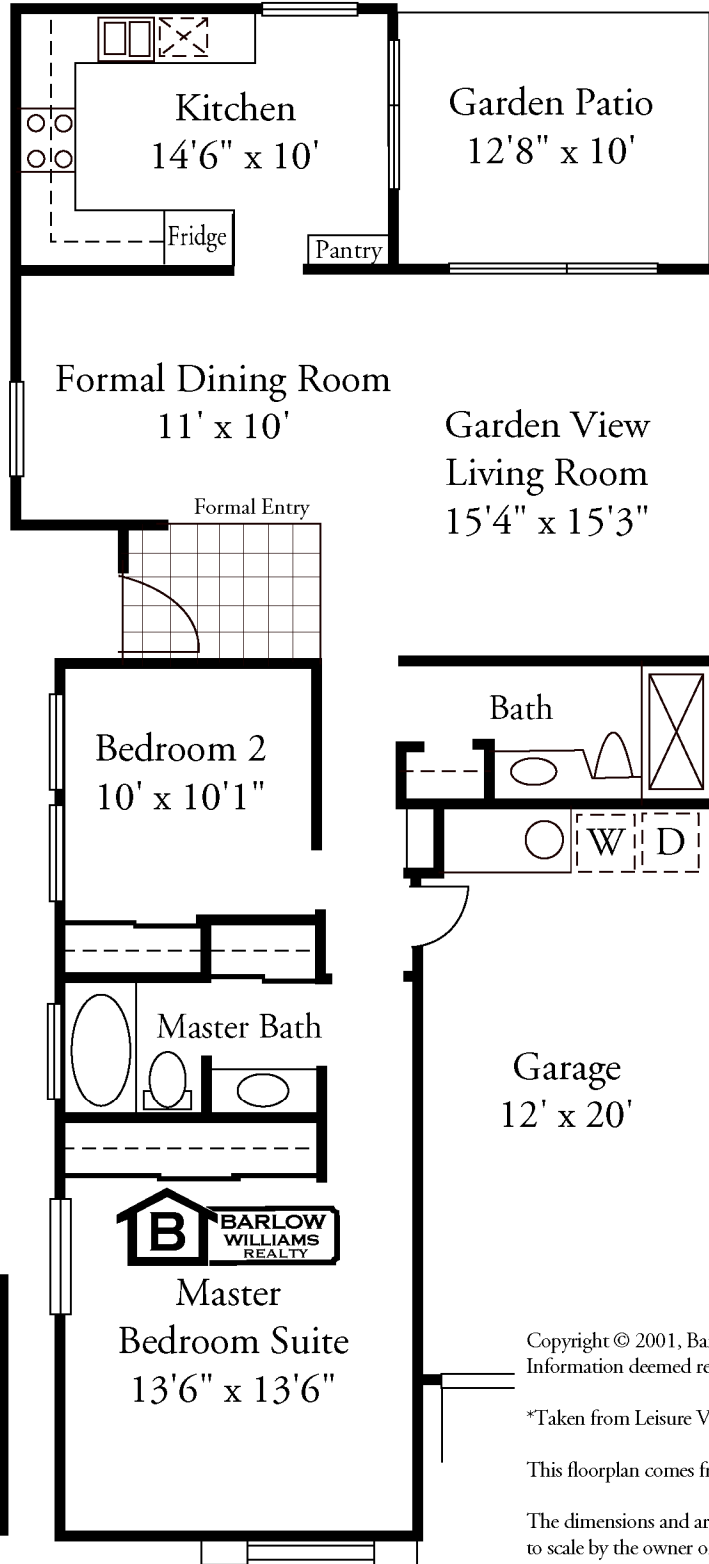 Kitchen
14'6" x 10'
Garden Patio
12'8" x 10'
Fridge
Pantry
Formal Dining Room
11' x 10'
Garden View
Living Room
15'4" x 15'3"
Formal Entry
Bedroom 2
10' x 10'1"
Bath
W D
Master Bath
Garage
12' x 20'
B BARLOW
WILLIAMS
REALTY
Master
Bedroom Suite
13'6" x 13'6"
Copyright © 2001,
Information deemed
*Taken from Leisure
This floorplan comes
The dimensions and
to scale by the owner